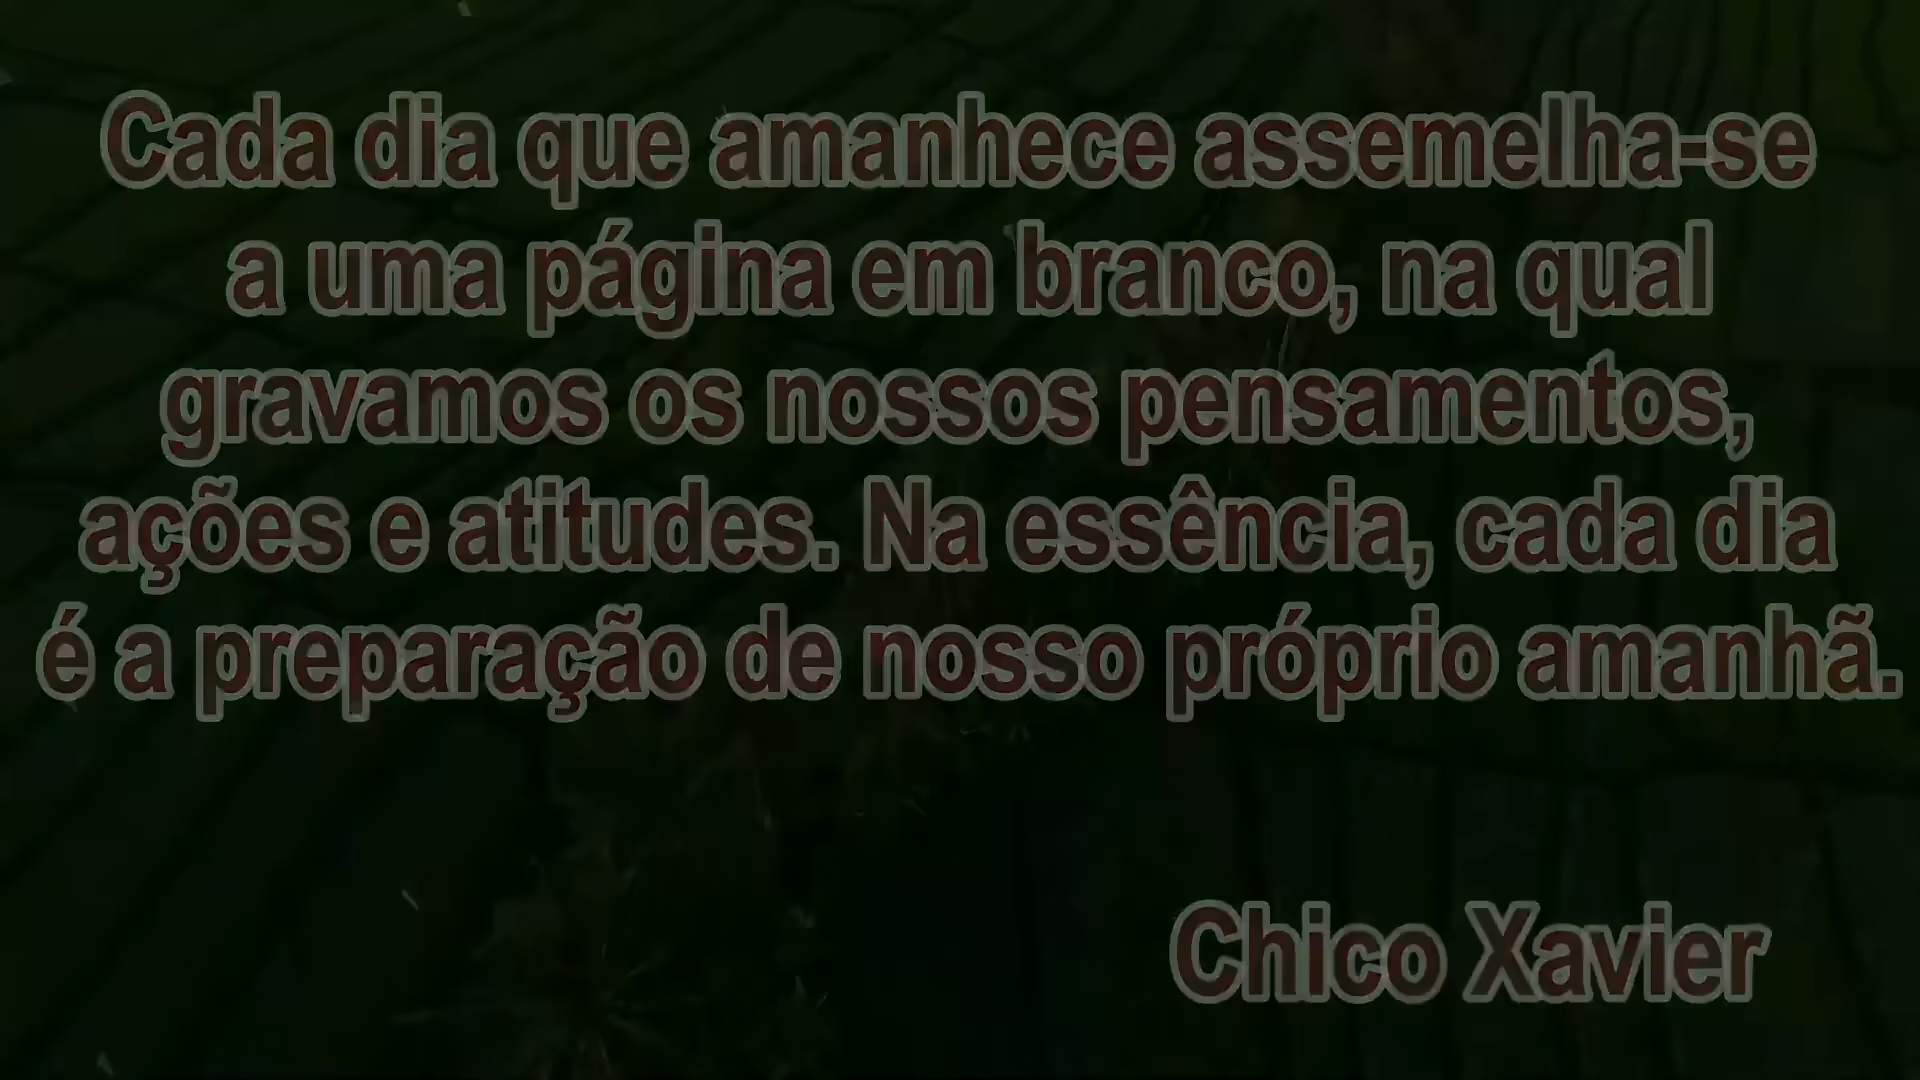 Cada dia que amanhece assemelha-se
a uma página em branco, na qual
gravamos os nossos pensamentos,
ações e atitudes. Na essência, cada dia
é a preparação de nosso próprio amanhã.
Chico Xavier